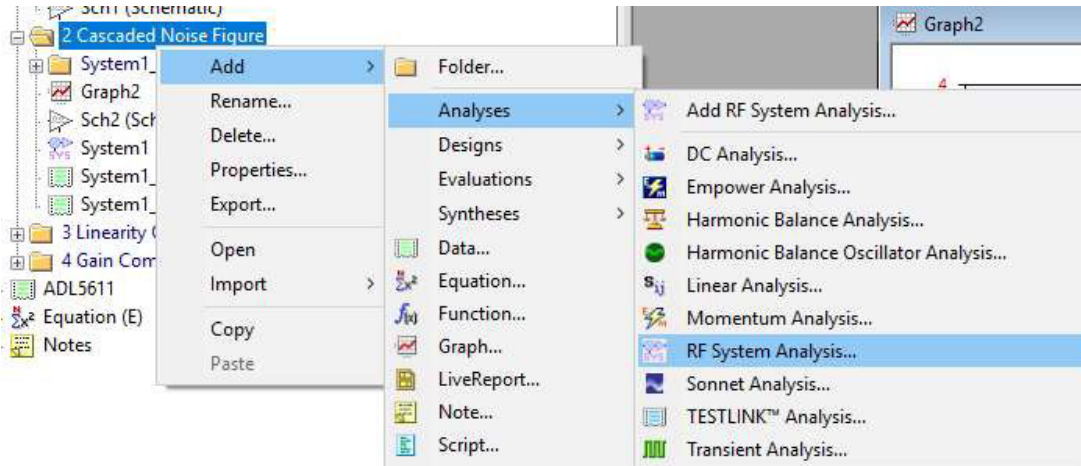 Sch1 (Schematic)
2 Cascaded Noise Figure
System1_
Graph2
Sch2 (Sch
System1
System1_
System1_
3 Linearity
4 Gain Com
ADL5611
Equation (E)
Notes
Add
Rename...
Delete...
Properties...
Export...
Open
Import
Copy
Paste
Folder...
Analyses
Designs
Evaluations
Syntheses
Data...
Equation...
Function...
Graph...
LiveReport...
Note...
Script...
Add RF System Analysis...
DC Analysis...
Empower Analysis...
Harmonic Balance Analysis...
Harmonic Balance Oscillator Analysis...
Linear Analysis...
Momentum Analysis...
RF System Analysis...
Sonnet Analysis...
TESTLINK™ Analysis...
Transient Analysis...
Graph2
4